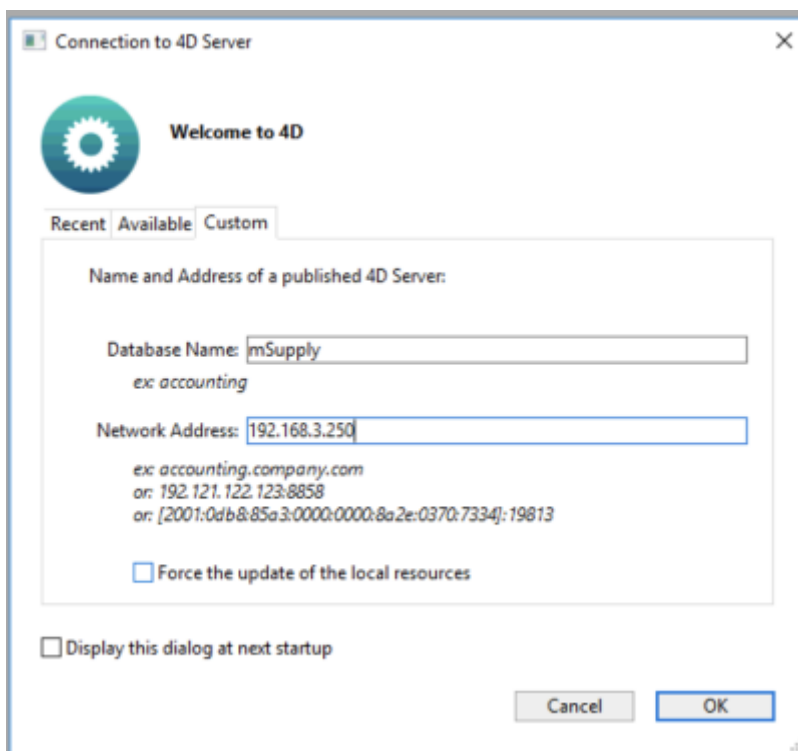 Connection to 4D Server
Welcome to 4D
Recent Available Custom
Name and Address of a published 4D Server:
Database Name: mSupply
ex: accounting
Network Address: 192.168.3.250
ex: accounting.company.com
or: 192.121.122.123:8858
or: [2001:0db8:85a3:0000:0000:8a2e:0370:7334]:19813
Force the update of the local resources
Display this dialog at next startup
Cancel OK